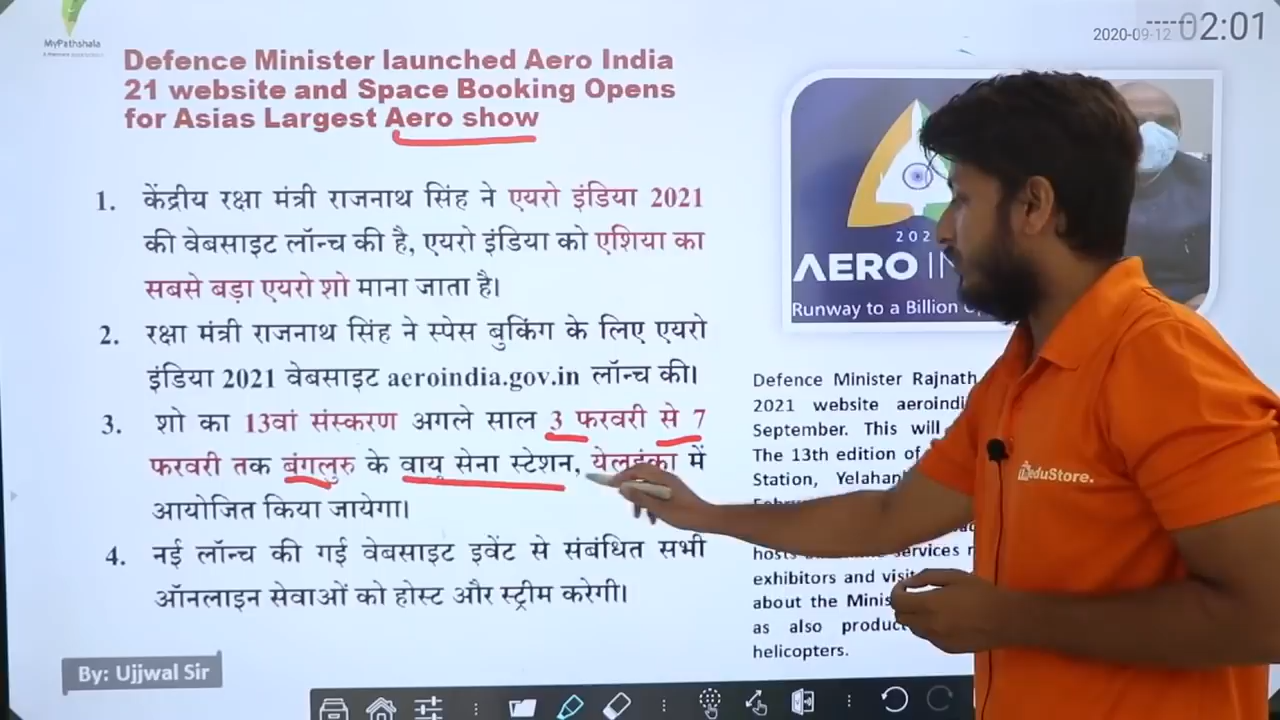 MyPathshala
2020-09-12 02:01
Defence Minister launched Aero India
21 website and Space Booking Opens
for Asias Largest Aero show
1. केंद्रीय रक्षा मंत्री राजनाथ सिंह ने एयरो इंडिया 2021
की वेबसाइट लॉन्च की है, एयरो इंडिया को एशिया का
सबसे बड़ा एयरो शो माना जाता है।
2. रक्षा मंत्री राजनाथ सिंह ने स्पेस बुकिंग के लिए एयरो
इंडिया 2021 वेबसाइट aeroindia.gov.in लॉन्च की।
3. शो का 13वां संस्करण अगले साल 3 फरवरी से 7
फरवरी तक बंगलुरु के वायु सेना स्टेशन, येलहंका में
आयोजित किया जायेगा।
4. नई लॉन्च की गई वेबसाइट इवेंट से संबंधित सभी
ऑनलाइन सेवाओं को होस्ट और स्ट्रीम करेगी।
202
AERO IN
Runway to a Billion
Defence Minister Rajnath
2021 website aeroindi
September. This will
The 13th edition of
Station, Yelahan
hosts services
exhibitors and visit
about the Minis
as also produc
helicopters.
eduStore.
By: Ujjwal Sir